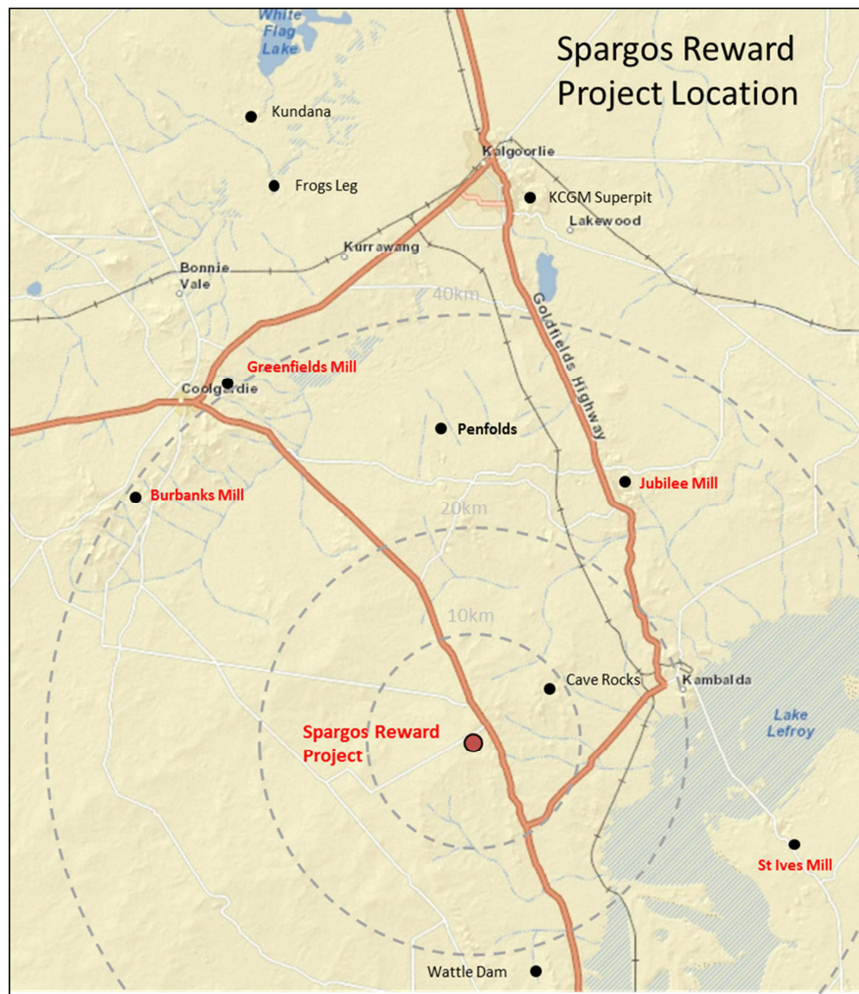 White
Flag
Lake
Spargos Reward
Project Location
Kundana
Kalgoorlie
Frogs Leg
KCGM Superpit
Lakewood
Kurrawang
Bonnie
Vale
40km
Goldfields Highway
Greenfields Mill
Coolgardie
Penfolds
Jubilee Mill
Burbanks Mill
20km
10km
Cave Rocks
Kambalda
Spargos Reward
Project
Lake
Lefroy
St Ives Mill
Wattle Dam